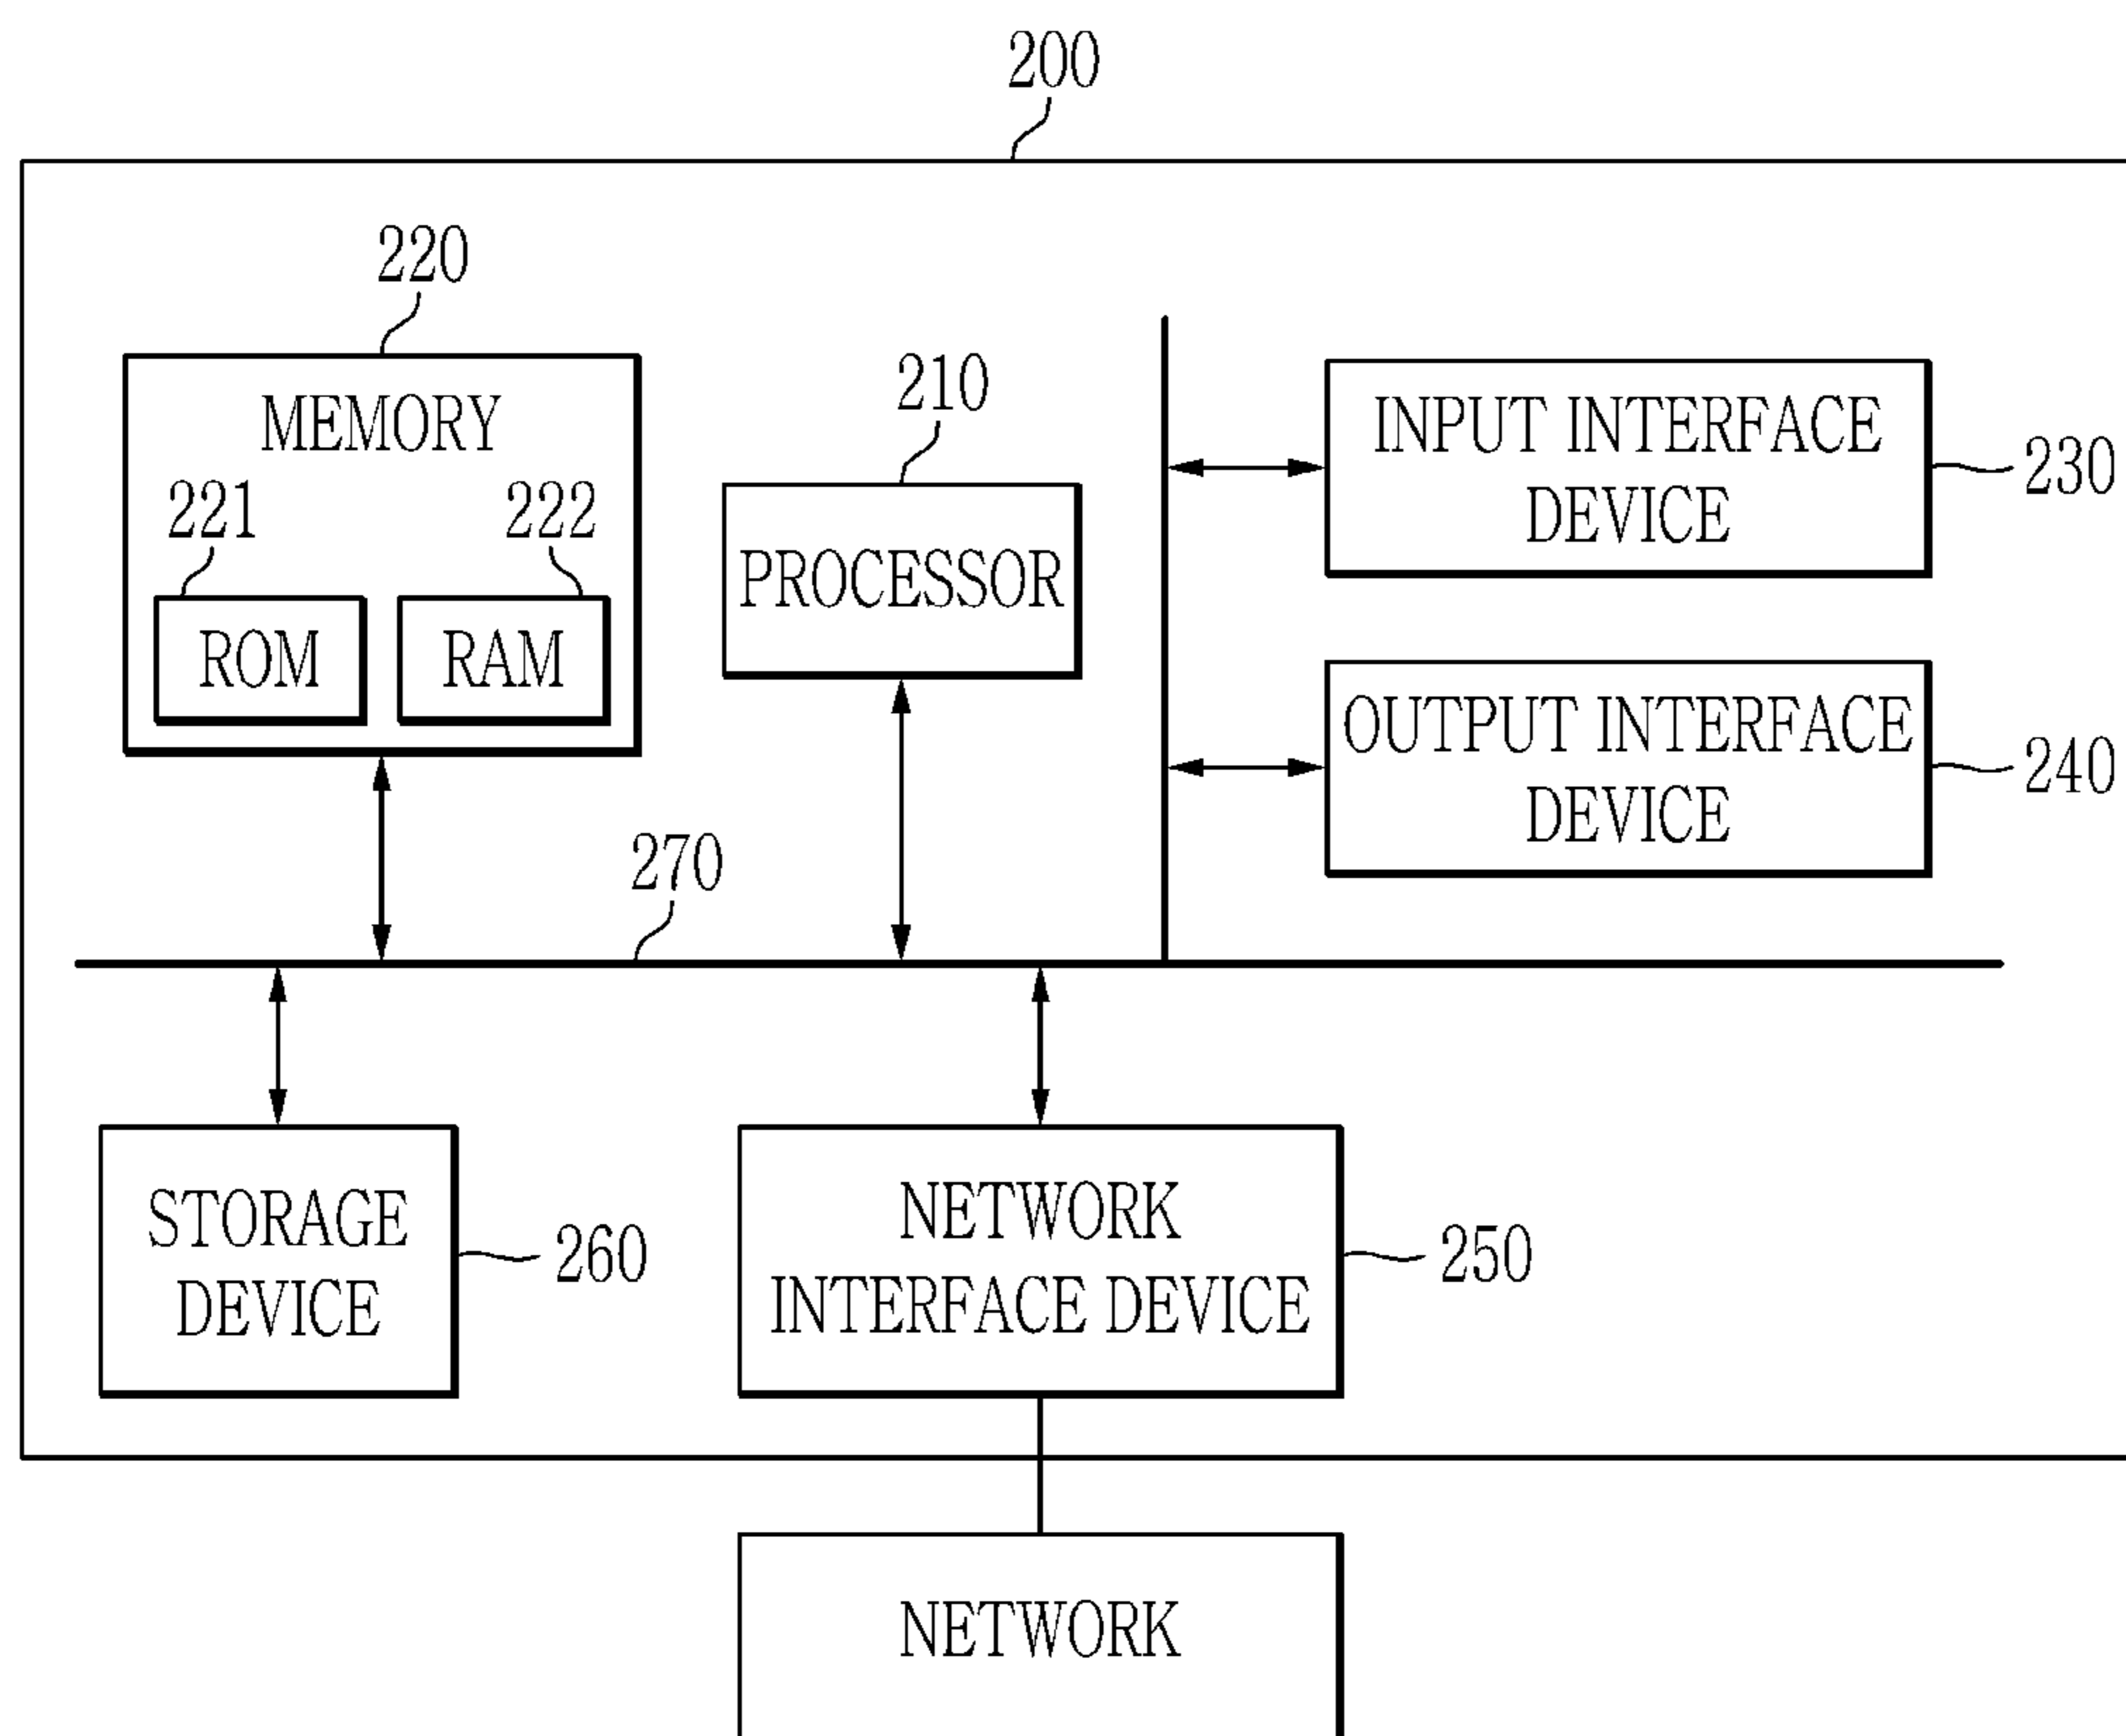 200
220
MEMORY
221
222
ROM
RAM
210
PROCESSOR
INPUT INTERFACE
DEVICE
230
OUTPUT INTERFACE
DEVICE
240
270
STORAGE
DEVICE
260
NETWORK
INTERFACE DEVICE
250
NETWORK